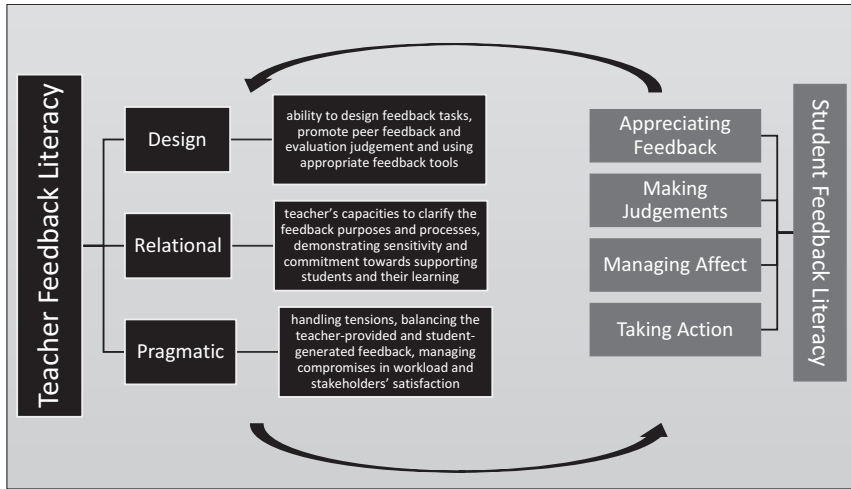 Teacher Feedback Literacy
Design
ability to design feedback tasks,
promote peer feedback and
evaluation judgement and using
appropriate feedback tools
Relational
teacher's capacities to clarify the
feedback purposes and processes,
demonstrating sensitivity and
commitment towards supporting
students and their learning
Pragmatic
handling tensions, balancing the
teacher-provided and student-
generated feedback, managing
compromises in workload and
stakeholders' satisfaction
Appreciating
Feedback
Making
Judgements
Managing Affect
Taking Action
Student Feedback Literacy